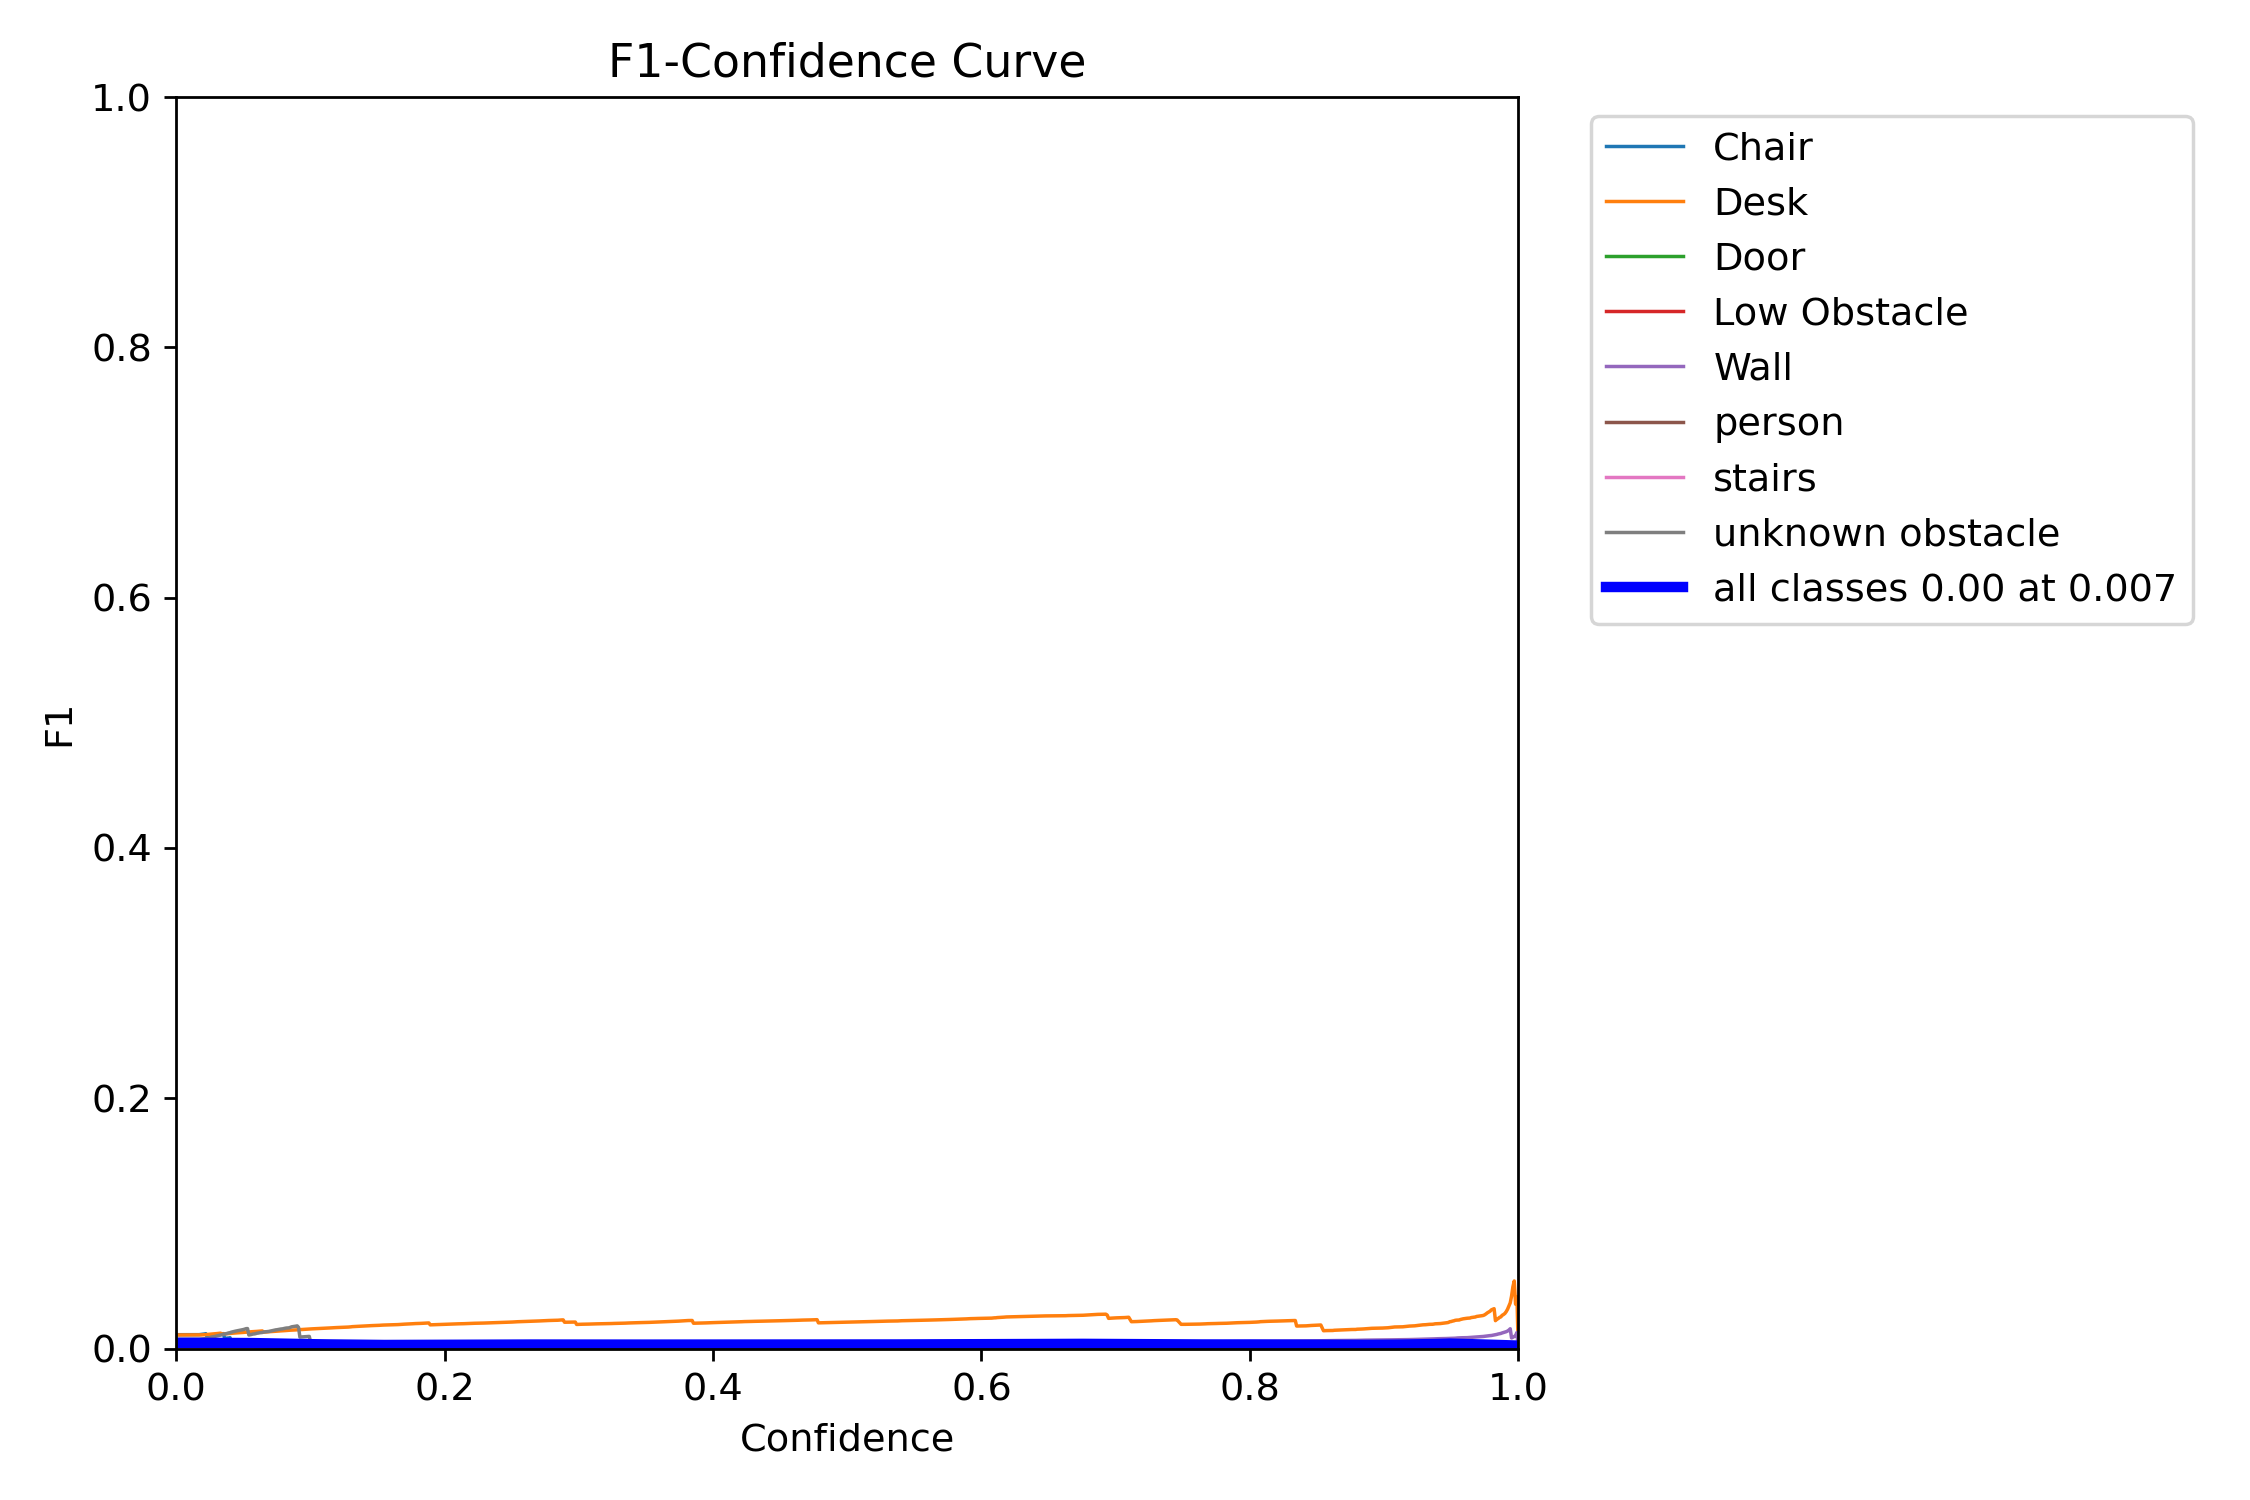 F1-Confidence Curve
1.0
0.8
0.6
0.4
0.2
0.0
F1
0.0 0.2 0.4 0.6 0.8 1.0
Confidence
Chair
Desk
Door
Low Obstacle
Wall
person
stairs
unknown obstacle
all classes 0.00 at 0.007